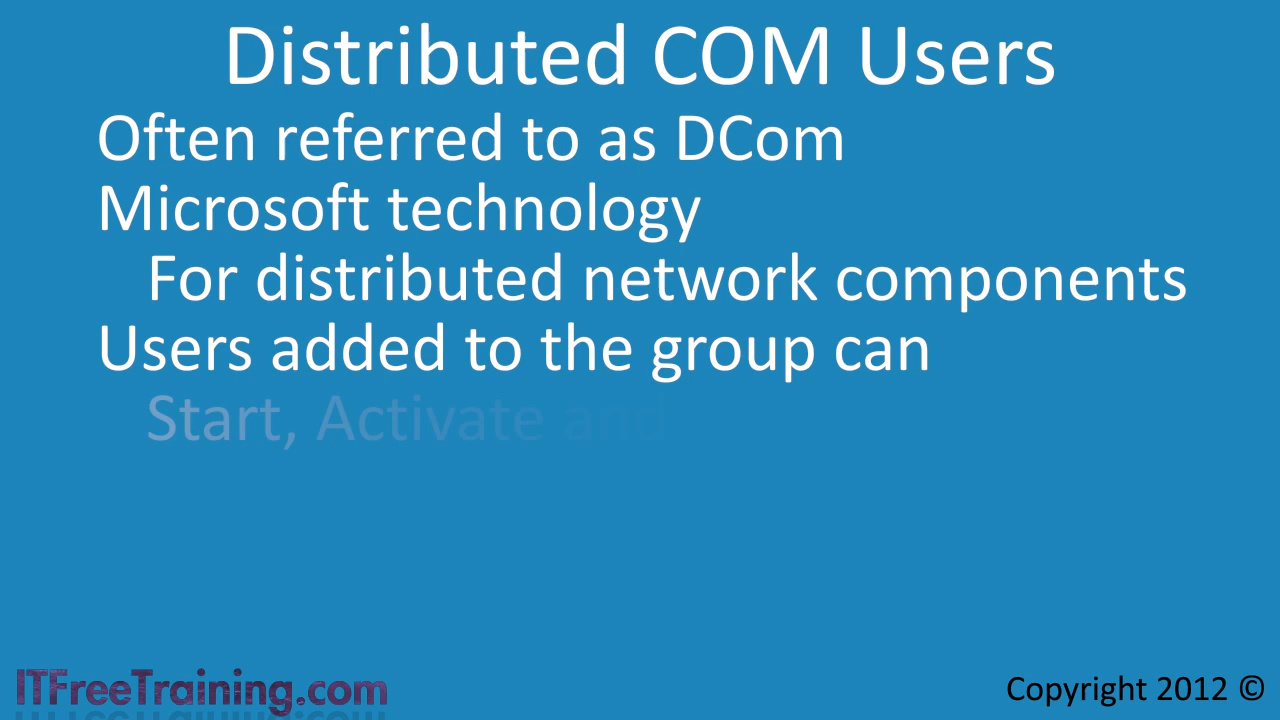 Distributed COM Users
Often referred to as DCom
Microsoft technology
For distributed network components
Users added to the group can
Start, Activate and
ITFreeTraining.com
Copyright 2012 ©